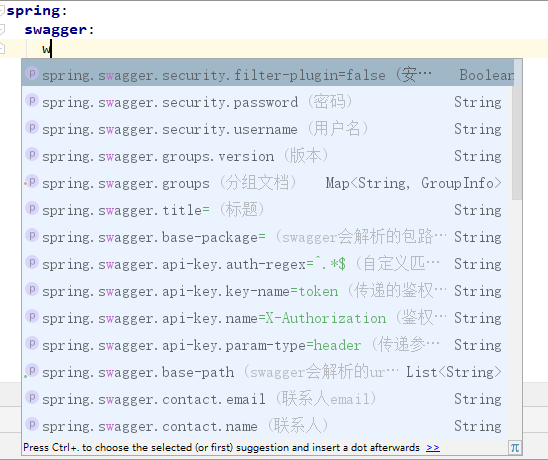 spring:
swagger:
w
spring.swagger.security.filter-plugin=false (安… Boolean
spring.swagger.security.password (密码) String
spring.swagger.security.username (用户名) String
spring.swagger.groups.version (版本) String
spring.swagger.groups (分组文档) Map<String, GroupInfo>
spring.swagger.title= (标题) String
spring.swagger.base-package= (swagger会解析的包路… String
spring.swagger.api-key.auth-regex=^.*$ (自定义匹… String
spring.swagger.api-key.key-name=token (传递的鉴权… String
spring.swagger.api-key.name=X-Authorization (鉴权… String
spring.swagger.api-key.param-type=header (传递参… String
spring.swagger.base-path (swagger会解析的ur… List<String>
spring.swagger.contact.email (联系人email) String
spring.swagger.contact.name (联系人) String
Press Ctrl+. to choose the selected (or first) suggestion and insert a dot afterwards >> π